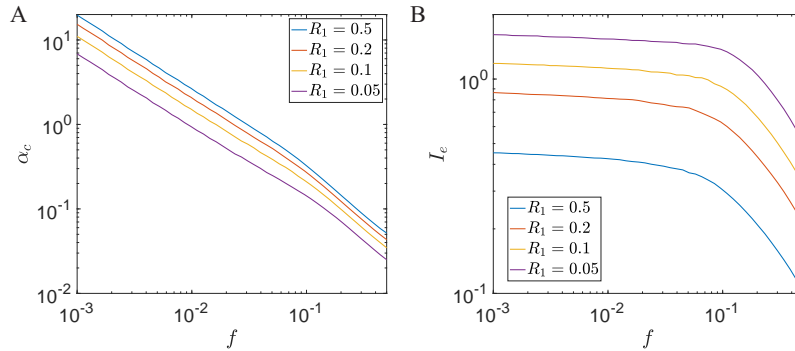 A
B
10^1
10^0
10^-1
10^-2
α_c
R_1 = 0.5
R_1 = 0.2
R_1 = 0.1
R_1 = 0.05
10^-3
10^-2
10^-1
f
10^0
10^-1
I_e
R_1 = 0.5
R_1 = 0.2
R_1 = 0.1
R_1 = 0.05
10^-3
10^-2
10^-1
f